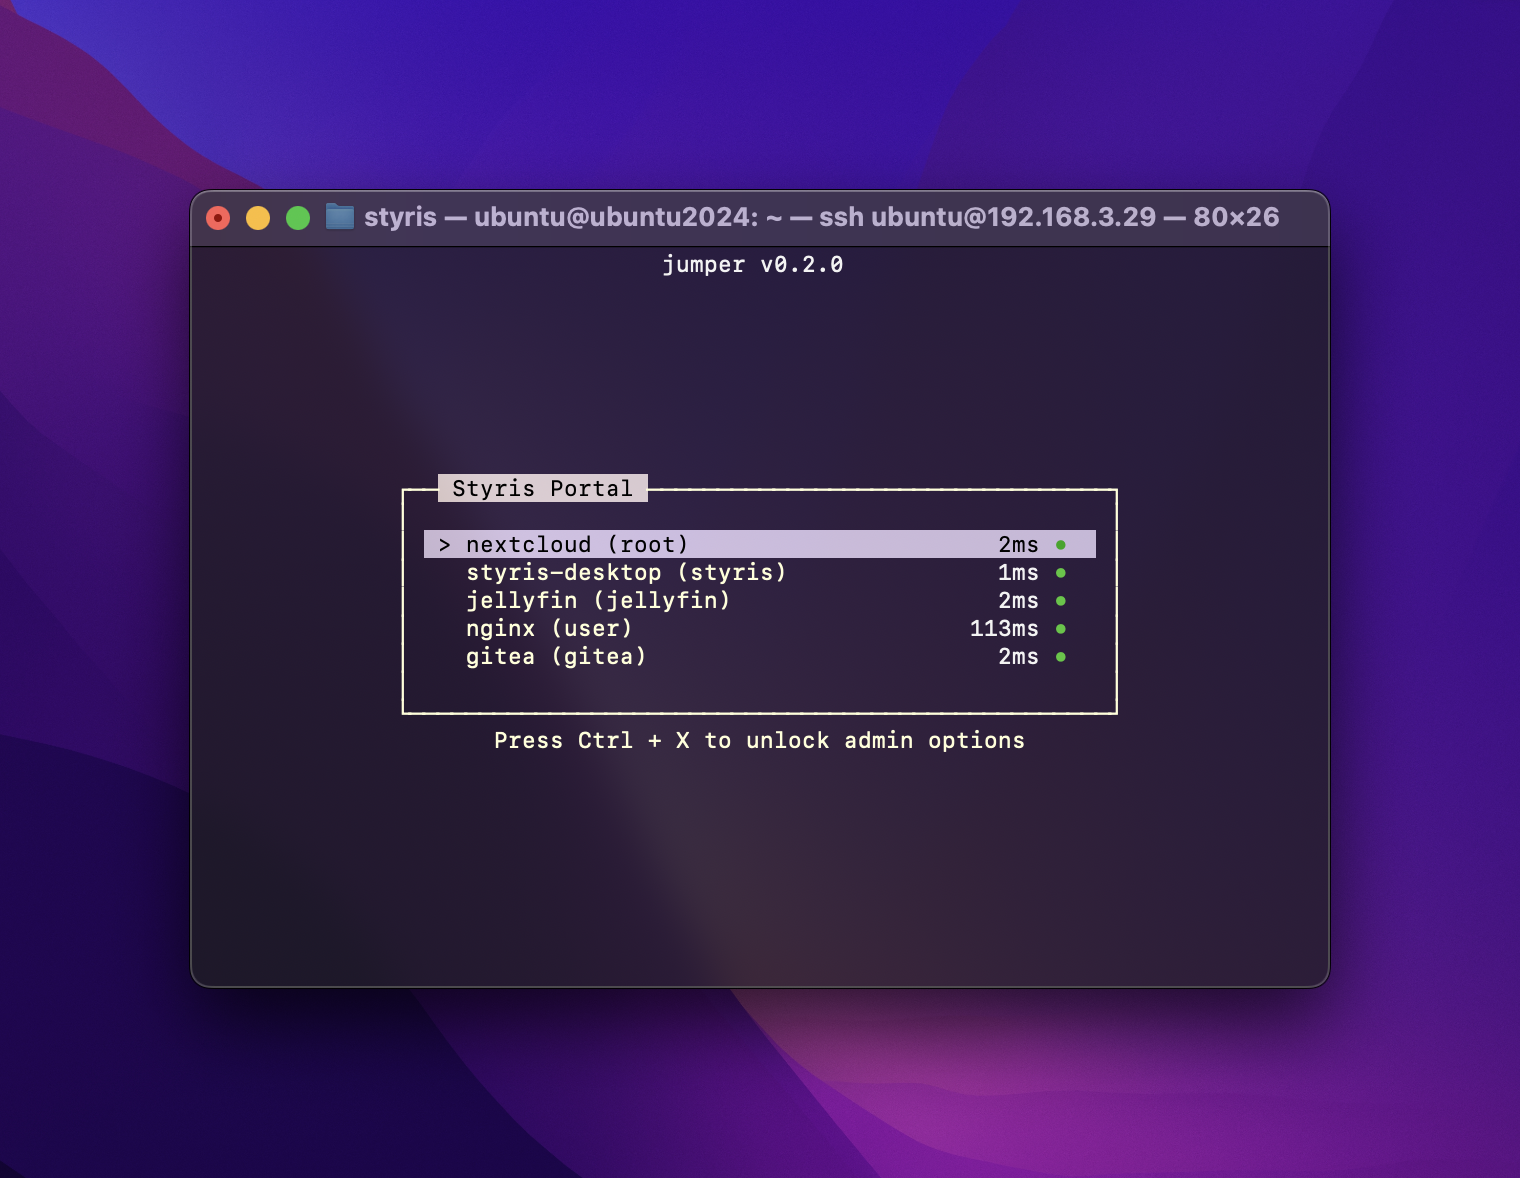 styris — ubuntu@ubuntu2024: ~ — ssh ubuntu@192.168.3.29 — 80×26
jumper v0.2.0
Styris Portal
> nextcloud (root) 2ms ●
styris-desktop (styris) 1ms ●
jellyfin (jellyfin) 2ms ●
nginx (user) 113ms ●
gitea (gitea) 2ms ●
Press Ctrl + X to unlock admin options